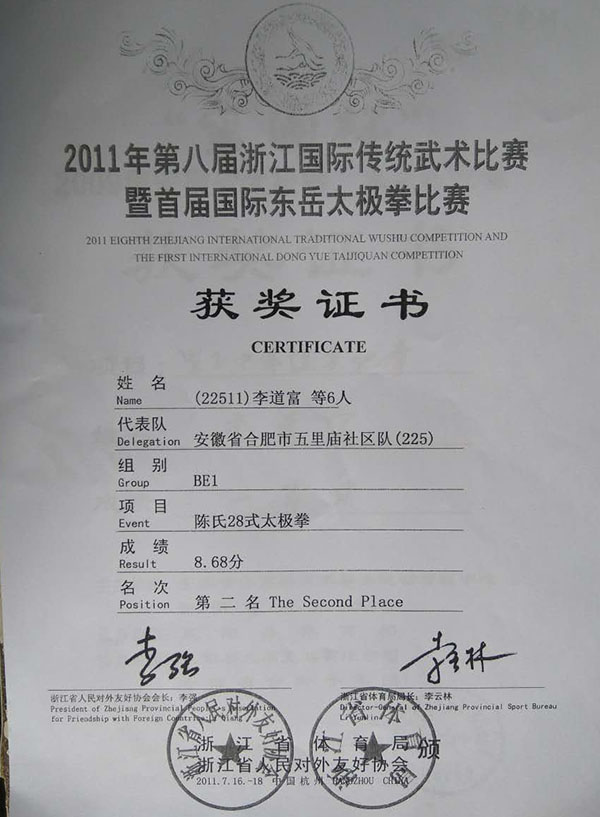 2011年第八届浙江国际传统武术比赛
暨首届国际东岳太极拳比赛
2011 EIGHTH ZHEJIANG INTERNATIONAL TRADITIONAL WUSHU COMPETITION AND
THE FIRST INTERNATIONAL DONG YUE TAIJIQUAN COMPETITION
获奖证书
CERTIFICATE
姓名
Name (22511)李道富 等6人
代表队
Delegation 安徽省合肥市五里庙社区队(225)
组别
Group BE1
项目
Event 陈氏28式太极拳
成绩
Result 8.68分
名次
Position 第二名 The Second Place
李强 李云林
浙江省人民对外友好协会会长:李强 浙江省体育局局长:李云林
President of Zhejiang Provincial People's Association Director-General of Zhejiang Provincial Sport Bureau
for Friendship with Foreign Countries
浙江省体育局 颁
浙江省人民对外友好协会
2011.7.16.-18 中国杭州 HANGZHOU CHINA